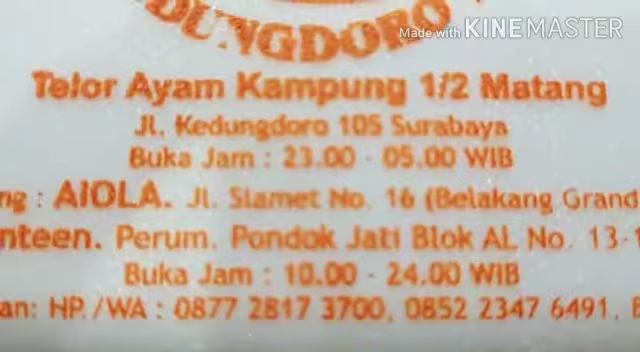 Made with KINEMASTER
DUNGDORO
Telor Ayam Kampung 1/2 Matang
Jl. Kedungdoro 105 Surabaya
Buka Jam : 23.00 - 05.00 WIB
ng : AIOLA. Jl. Slamet No. 16 (Belakang Grand
nteen. Perum. Pondok Jati Blok AL No. 13-1
Buka Jam : 10.00 - 24.00 WIB
an: HP./WA : 0877 2817 3700, 0852 2347 6491,